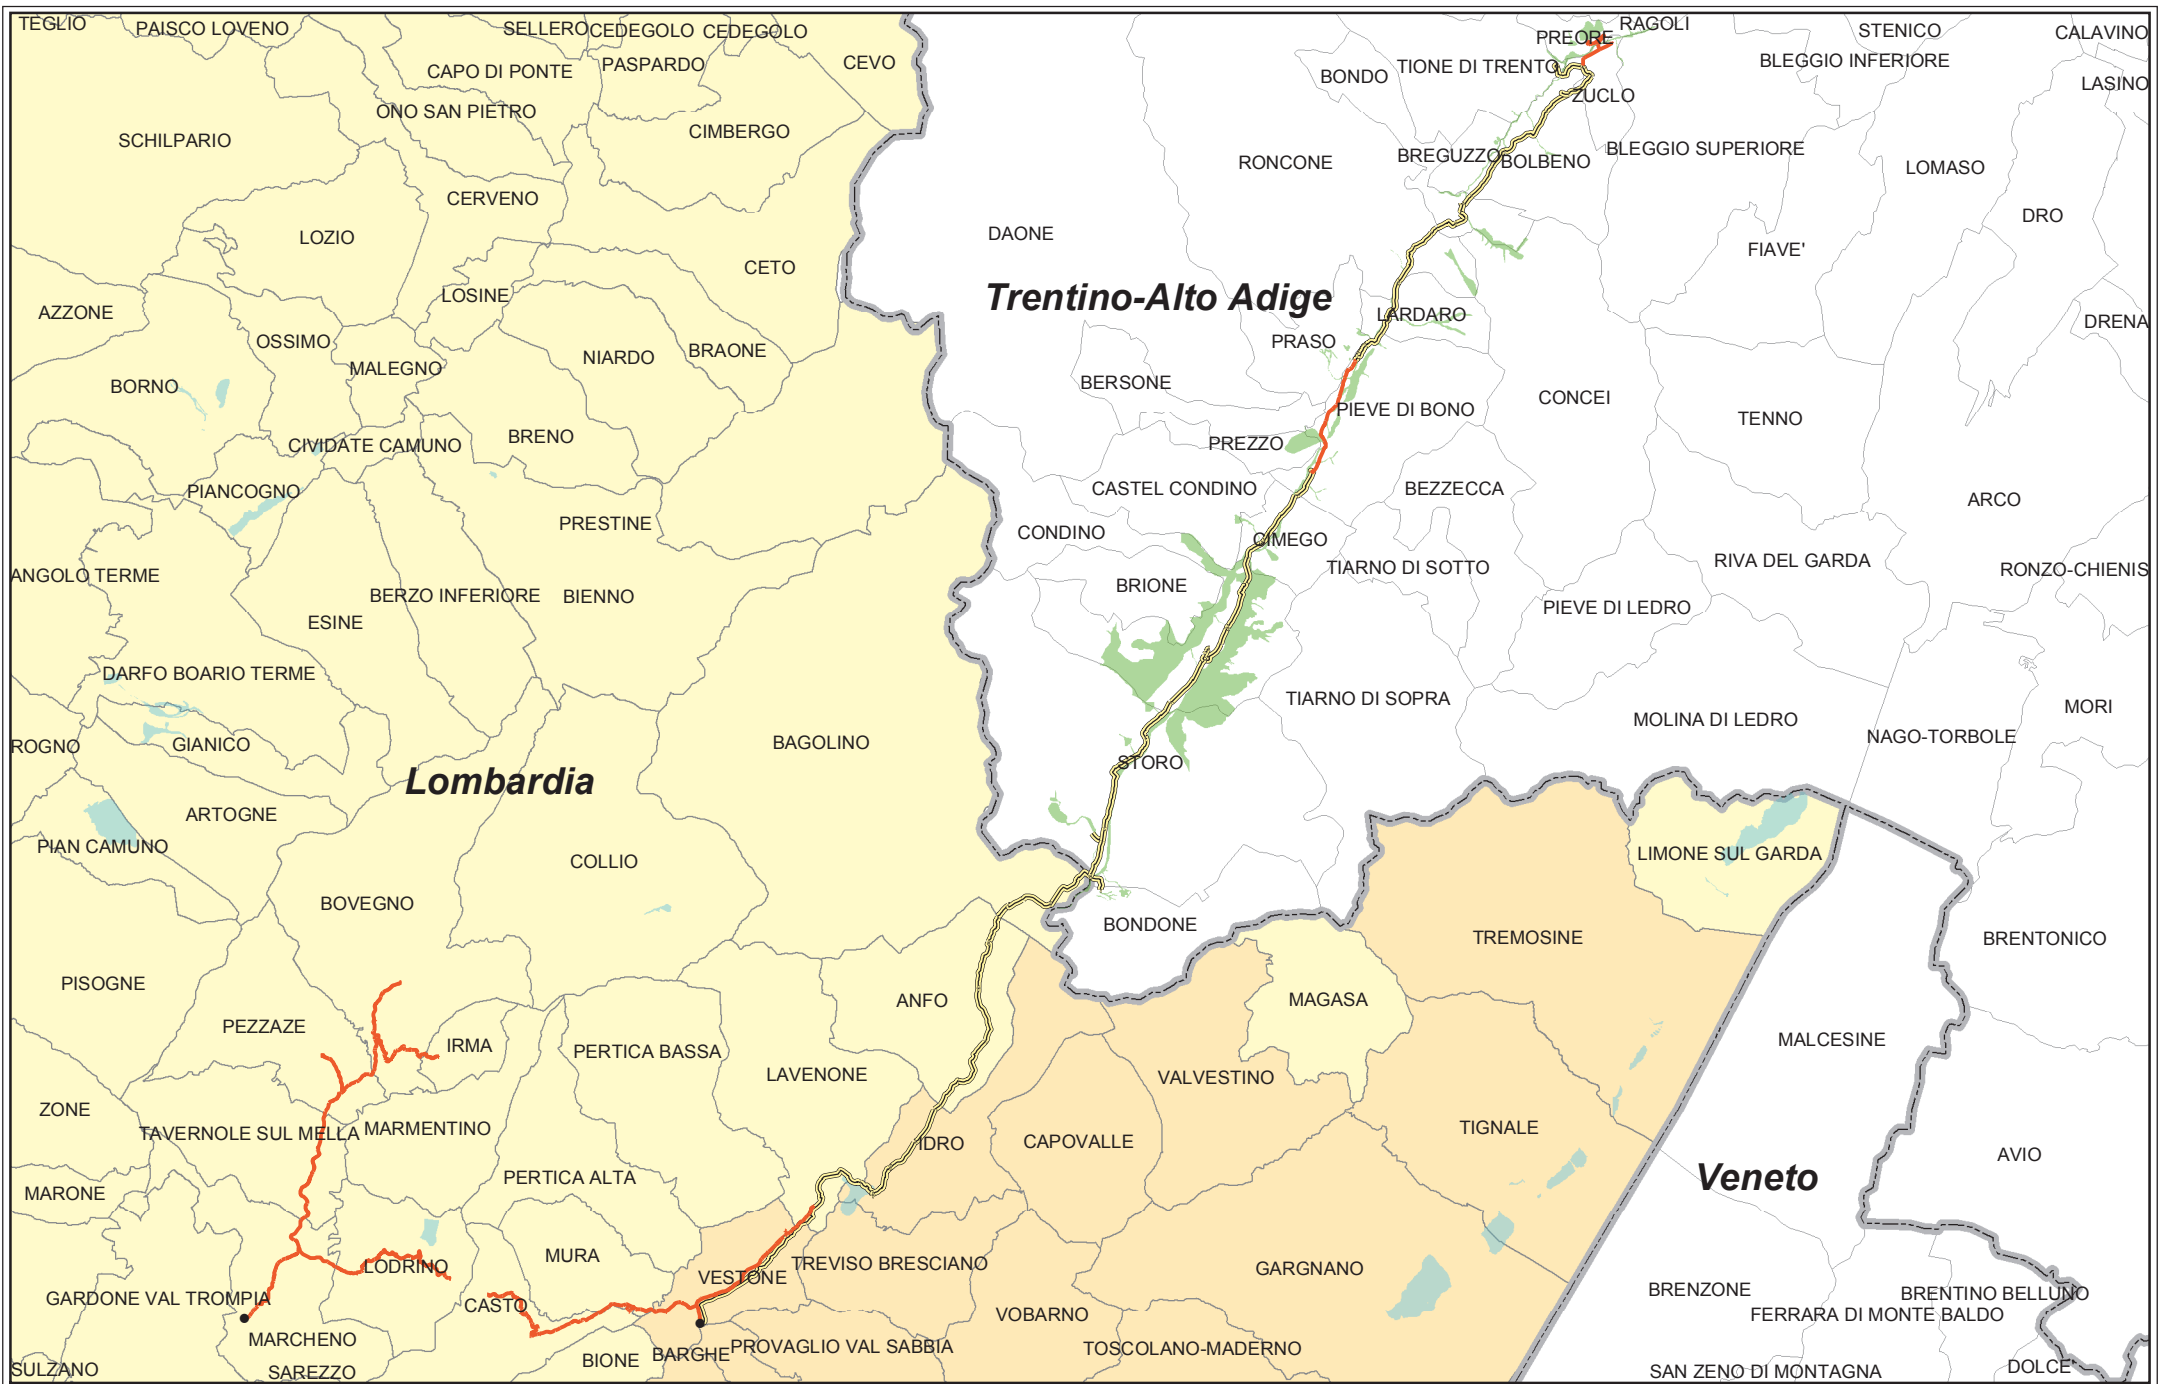 TEGLIO
PAISCO LOVENO
SELLERO
CEDEGOLO
CEDEGOLO
CEVO
PREORE
RAGOLI
STENICO
CALAVINO
CAPO DI PONTE
PASPARDO
BONDO
TIONE DI TRENTO
BLEGGIO INFERIORE
LASINO
ZUCLO
ONO SAN PIETRO
CIMBERGO
SCHILPARIO
RONCONE
BREGUZZO
BOLBENO
BLEGGIO SUPERIORE
LOMASO
CERVENO
DRO
LOZIO
DAONE
FIAVE'
CETO
LOSINE
Trentino-Alto Adige
AZZONE
LARDARO
DRENA
OSSIMO
PRASO
NIARDO
BRAONE
MALEGNO
BORNO
BERSONE
CONCEI
PIEVE DI BONO
TENNO
BRENO
CIVIDATE CAMUNO
PREZZO
PIANCOGNO
CASTEL CONDINO
BEZZECCA
ARCO
PRESTINE
CONDINO
CIMEGO
RIVA DEL GARDA
ANGOLO TERME
TIARNO DI SOTTO
RONZO-CHIENIS
BRIONE
BERZO INFERIORE
BIENNO
PIEVE DI LEDRO
ESINE
DARFO BOARIO TERME
TIARNO DI SOPRA
MORI
MOLINA DI LEDRO
NAGO-TORBOLE
ROGNO
GIANICO
BAGOLINO
STORO
Lombardia
ARTOGNE
PIAN CAMUNO
COLLIO
LIMONE SUL GARDA
BOVEGNO
BONDONE
TREMOSINE
BRENTONICO
PISOGNE
ANFO
MAGASA
PEZZAZE
IRMA
PERTICA BASSA
MALCESINE
LAVENONE
VALVESTINO
ZONE
TAVERNOLE SUL MELLA
MARMENTINO
IDRO
CAPOVALLE
TIGNALE
AVIO
PERTICA ALTA
Veneto
MARONE
MURA
LODRINO
TREVISO BRESCIANO
GARGNANO
VESTONE
BRENZONE
BRENTINO BELLUNO
GARDONE VAL TROMPIA
CASTO
VOBARNO
FERRARA DI MONTE BALDO
MARCHENO
PROVAGLIO VAL SABBIA
TOSCOLANO-MADERNO
BARGHE
BIONE
SULZANO
SAREZZO
SAN ZENO DI MONTAGNA
DOLCE'